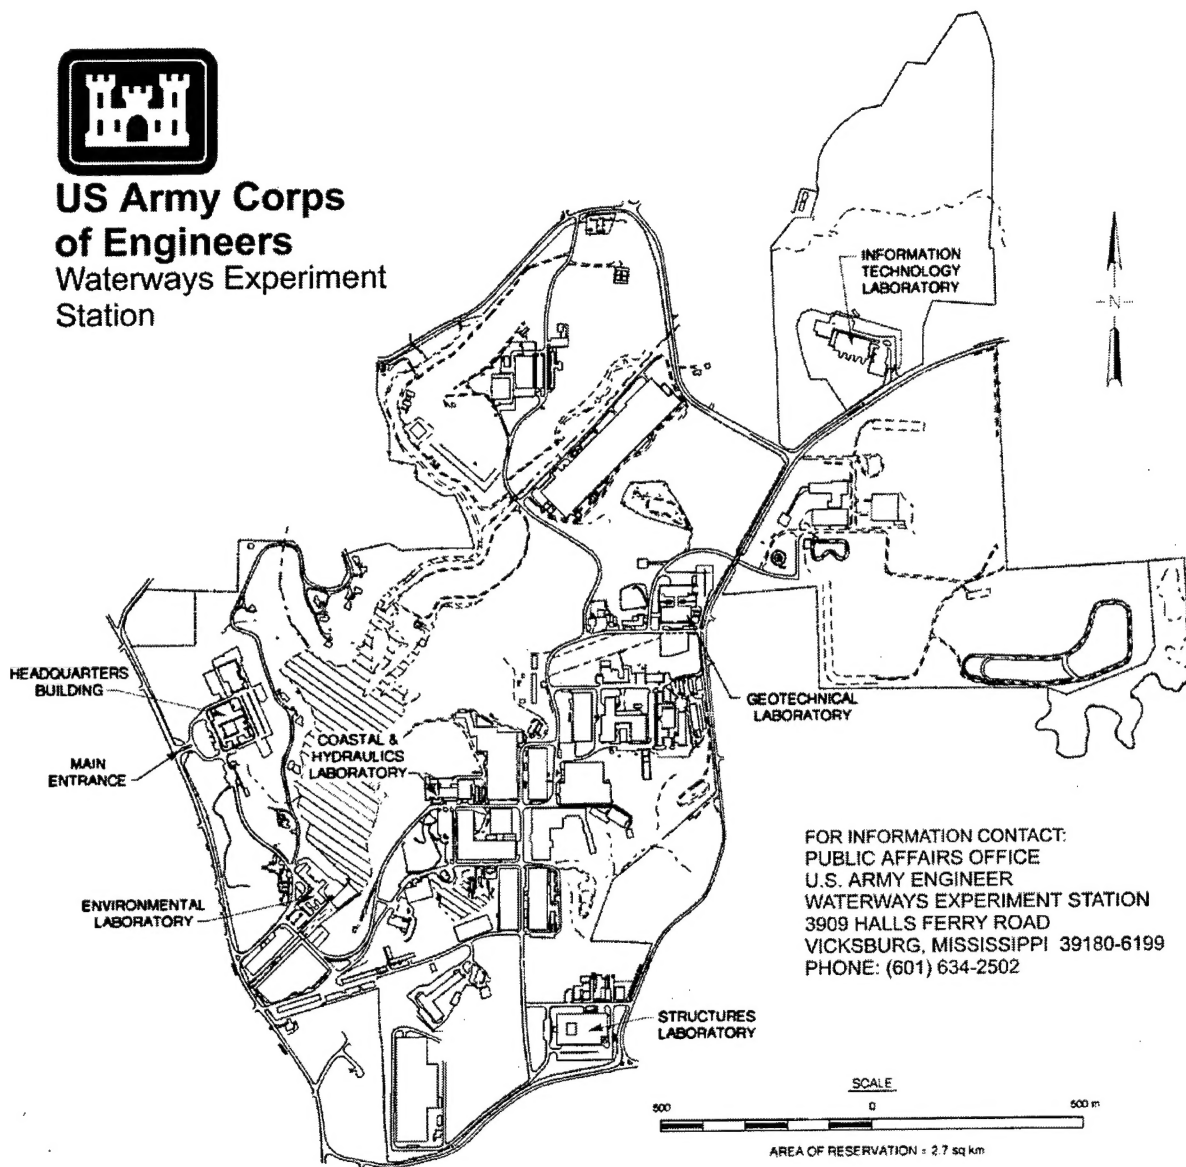 US Army Corps
of Engineers
Waterways Experiment
Station
INFORMATION
TECHNOLOGY
LABORATORY
N
HEADQUARTERS
BUILDING
MAIN
ENTRANCE
COASTAL &
HYDRAULICS
LABORATORY
GEOTECHNICAL
LABORATORY
ENVIRONMENTAL
LABORATORY
STRUCTURES
LABORATORY
FOR INFORMATION CONTACT:
PUBLIC AFFAIRS OFFICE
U.S. ARMY ENGINEER
WATERWAYS EXPERIMENT STATION
3909 HALLS FERRY ROAD
VICKSBURG, MISSISSIPPI 39180-6199
PHONE: (601) 634-2502
SCALE
500 0 500 m
AREA OF RESERVATION = 2.7 sq km